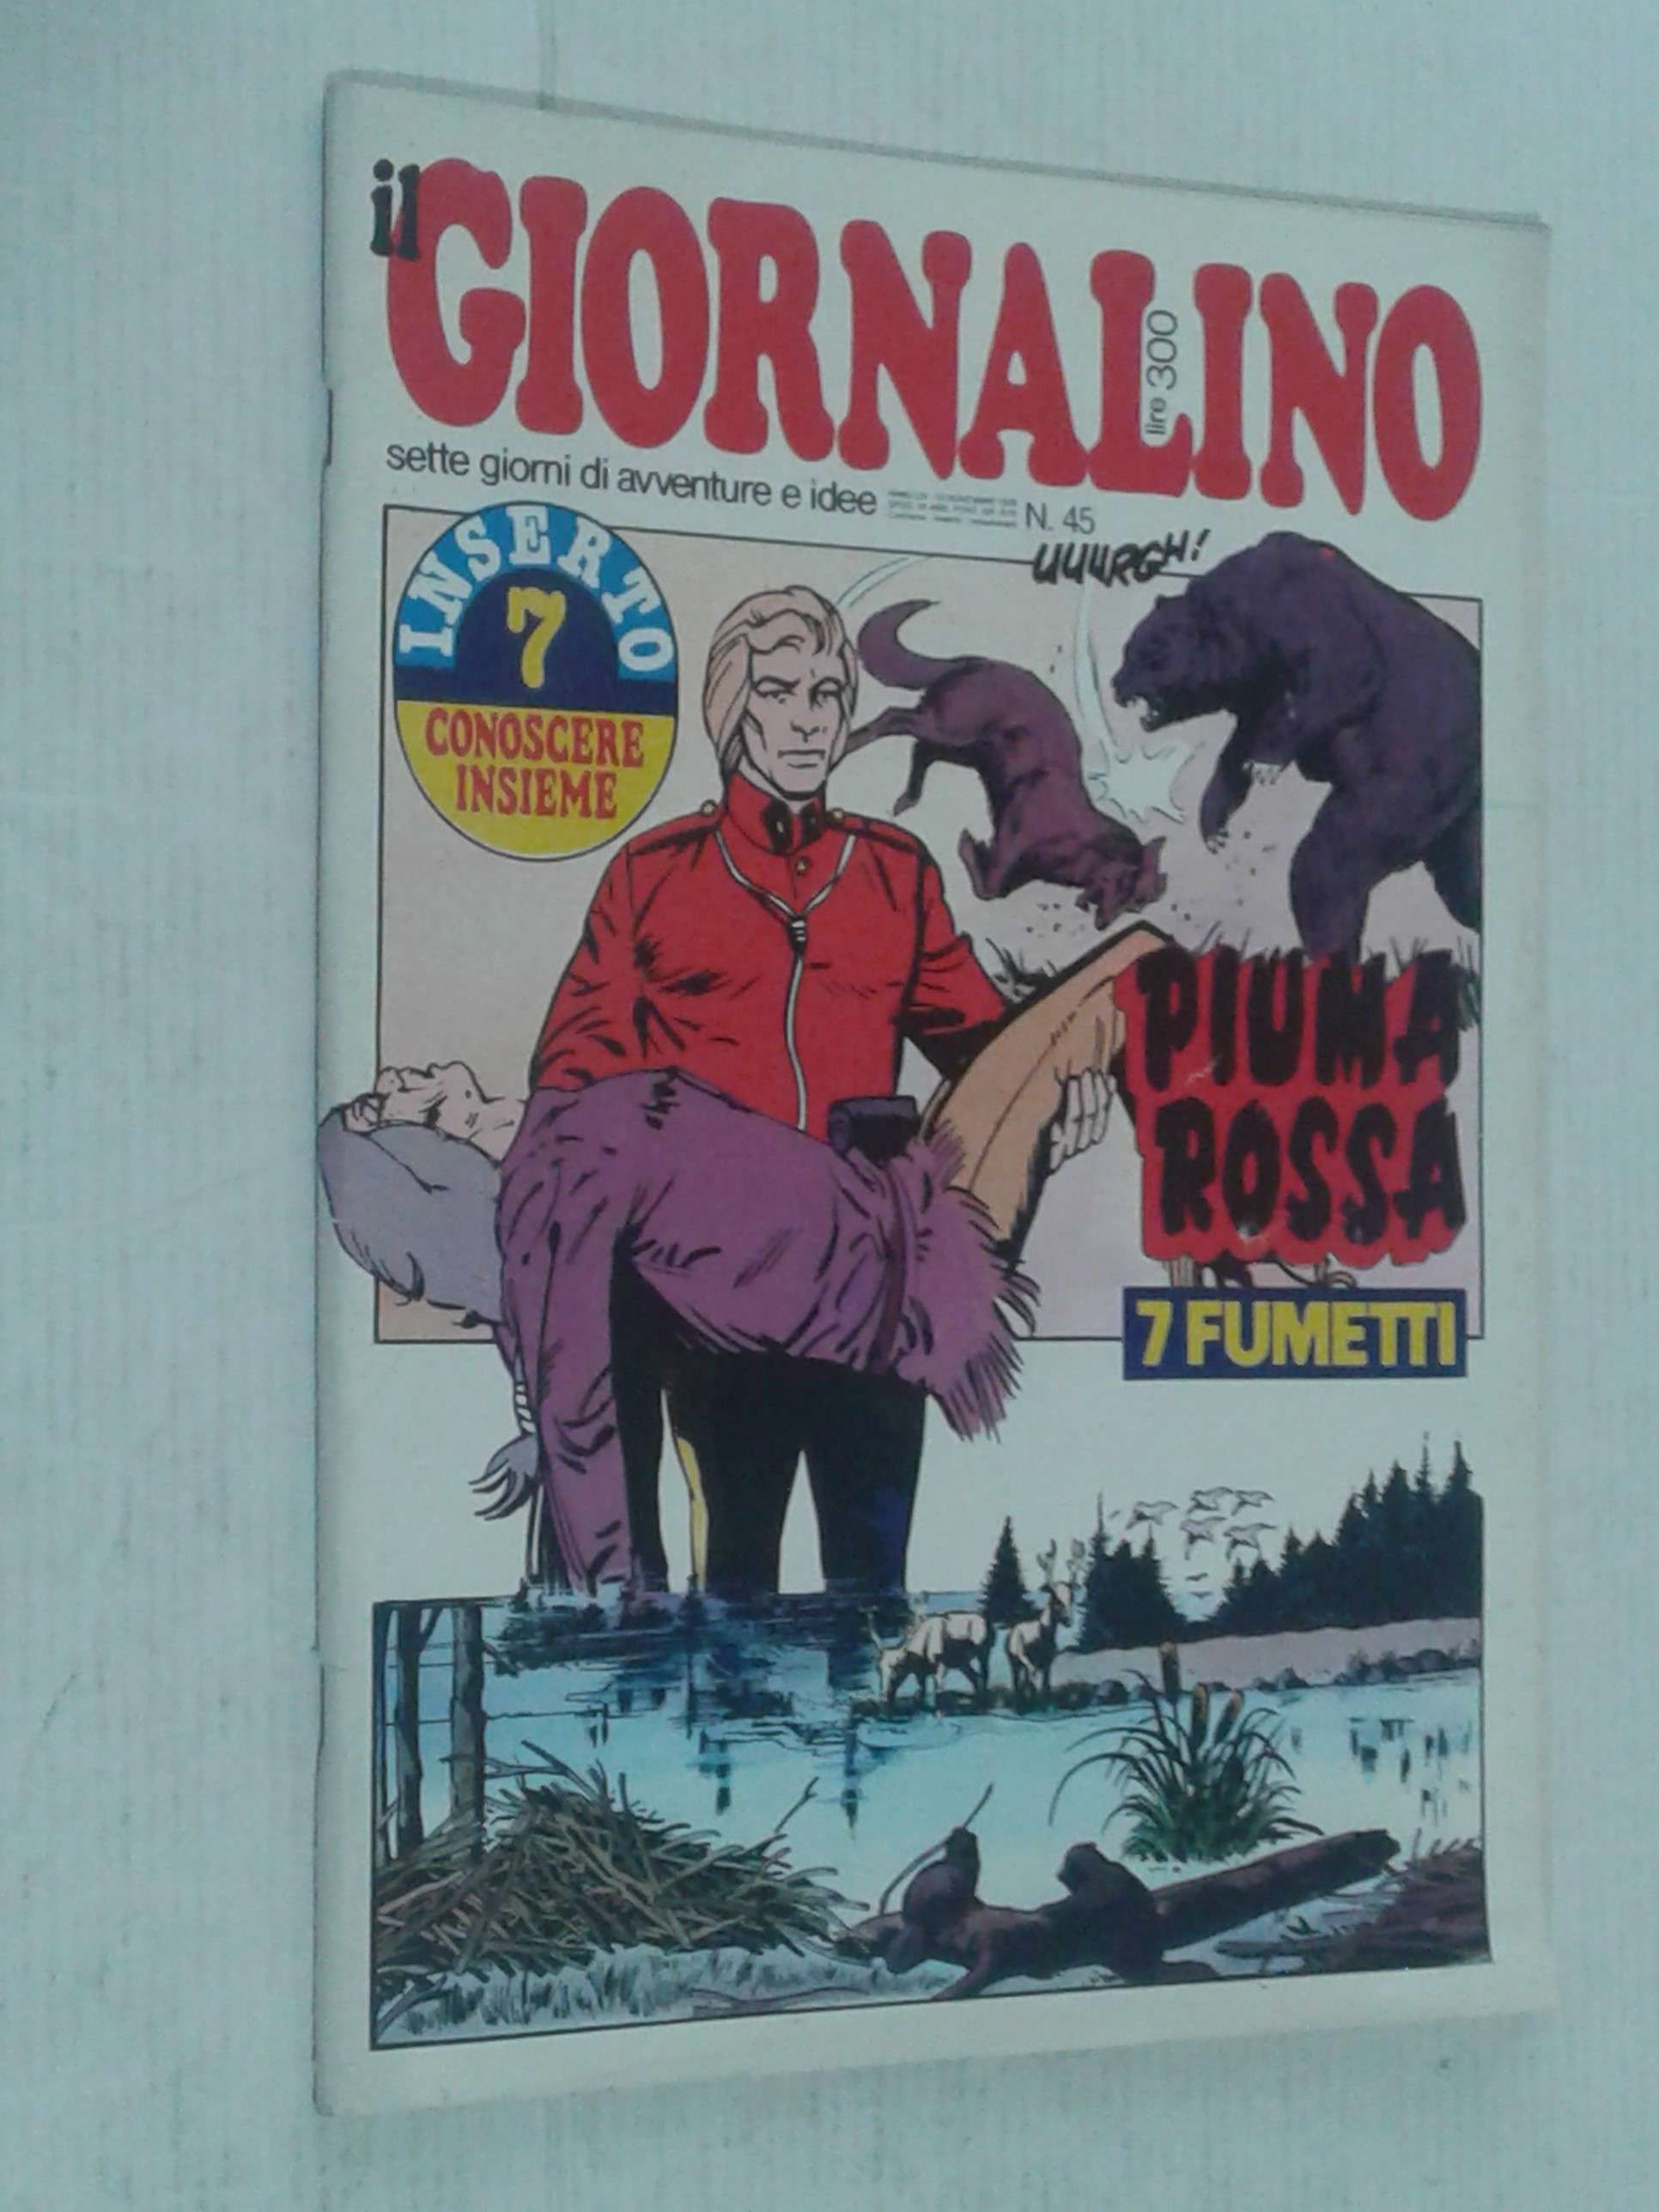 il GIORNALINO
lire 300
sette giorni di avventure e idee
N. 45
UUURGH!
INSERTO
7
CONOSCERE
INSIEME
PIUMA
ROSSA
7 FUMETTI